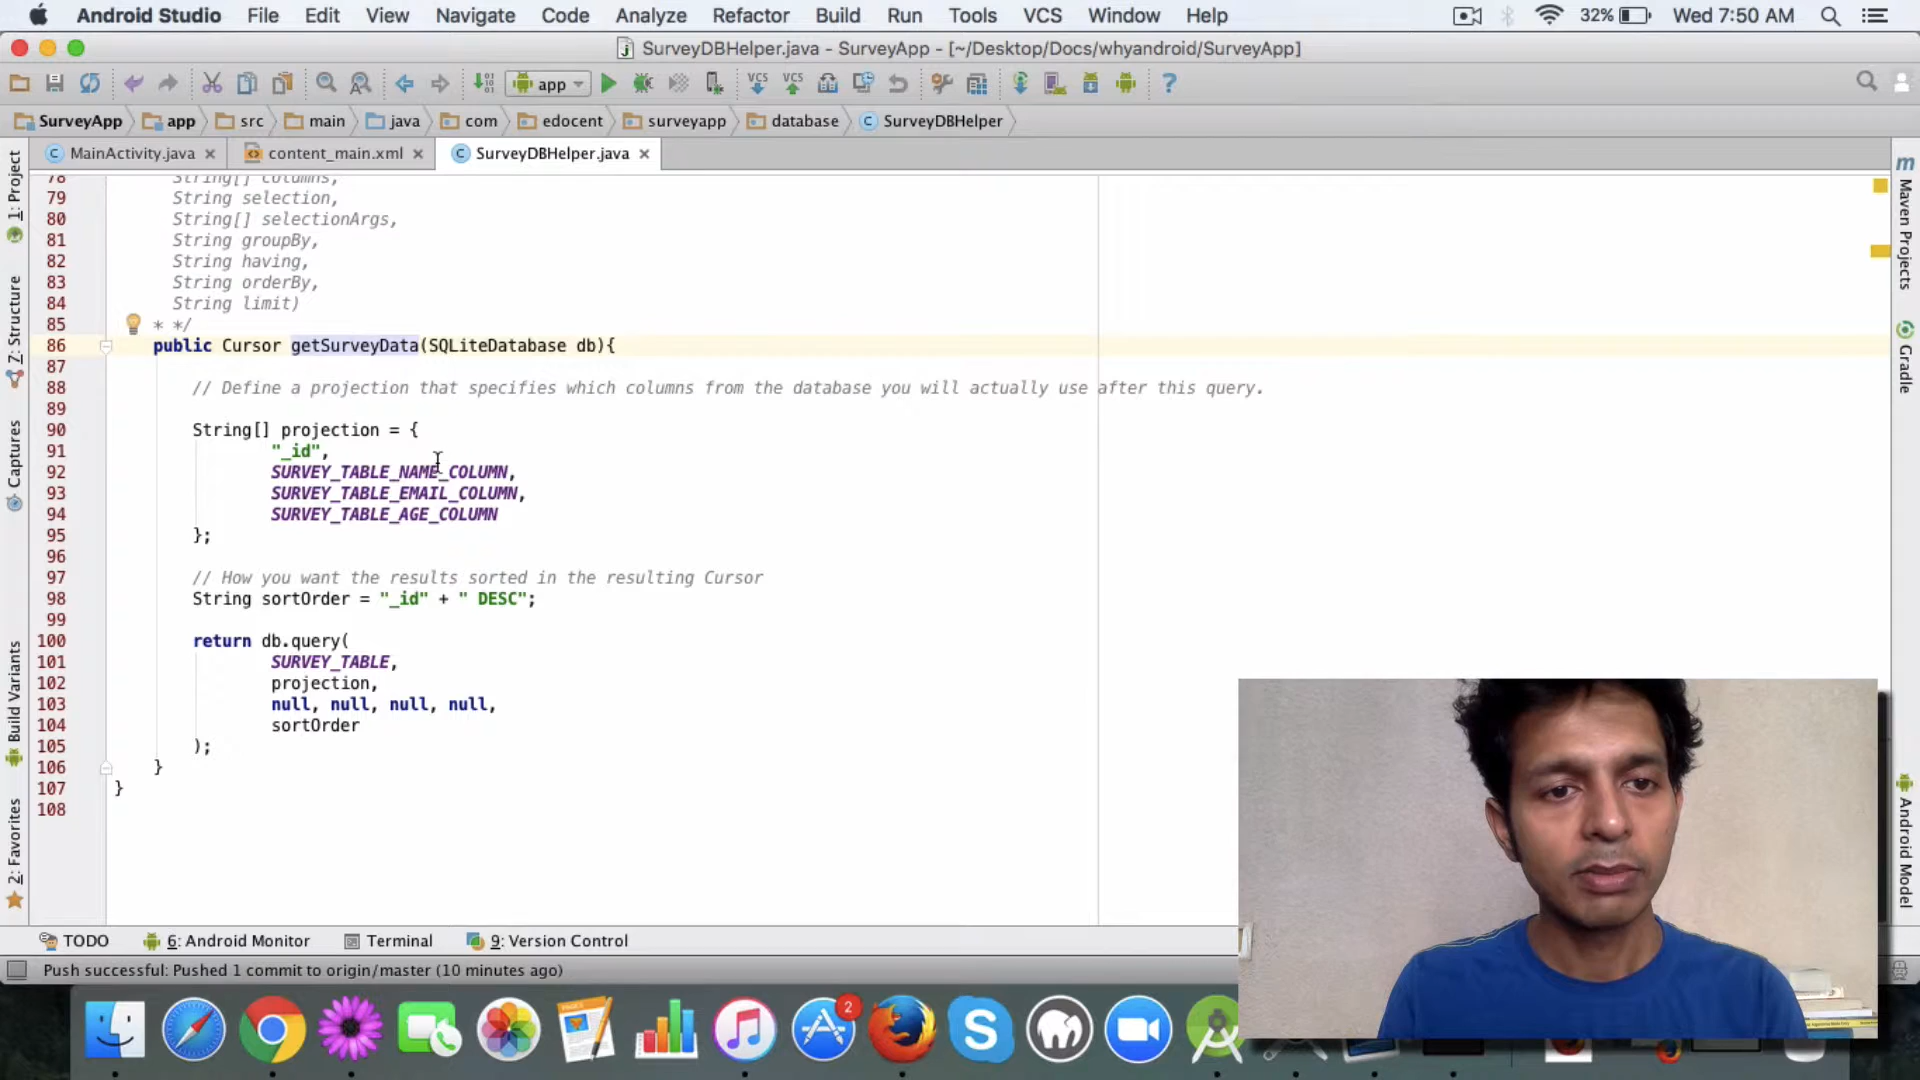 Android Studio File Edit View Navigate Code Analyze Refactor Build Run Tools VCS Window Help 32% Wed 7:50 AM
SurveyDBHelper.java - SurveyApp - [~/Desktop/Docs/whyandroid/SurveyApp]
app VCS VCS ?
SurveyApp app src main java com edocent surveyapp database SurveyDBHelper
MainActivity.java content_main.xml SurveyDBHelper.java
78 String[] columns,
79 String selection,
80 String[] selectionArgs,
81 String groupBy,
82 String having,
83 String orderBy,
84 String limit)
85 * */
86 public Cursor getSurveyData(SQLiteDatabase db){
87
88 // Define a projection that specifies which columns from the database you will actually use after this query.
89
90 String[] projection = {
91 "_id",
92 SURVEY_TABLE_NAME_COLUMN,
93 SURVEY_TABLE_EMAIL_COLUMN,
94 SURVEY_TABLE_AGE_COLUMN
95 };
96
97 // How you want the results sorted in the resulting Cursor
98 String sortOrder = "_id" + " DESC";
99
100 return db.query(
101 SURVEY_TABLE,
102 projection,
103 null, null, null, null,
104 sortOrder
105 );
106 }
107 }
108
1: Project
7: Structure
Captures
Build Variants
2: Favorites
m Maven Projects
Gradle
Android Model
TODO 6: Android Monitor Terminal 9: Version Control
Push successful: Pushed 1 commit to origin/master (10 minutes ago)
PAGES
2
S